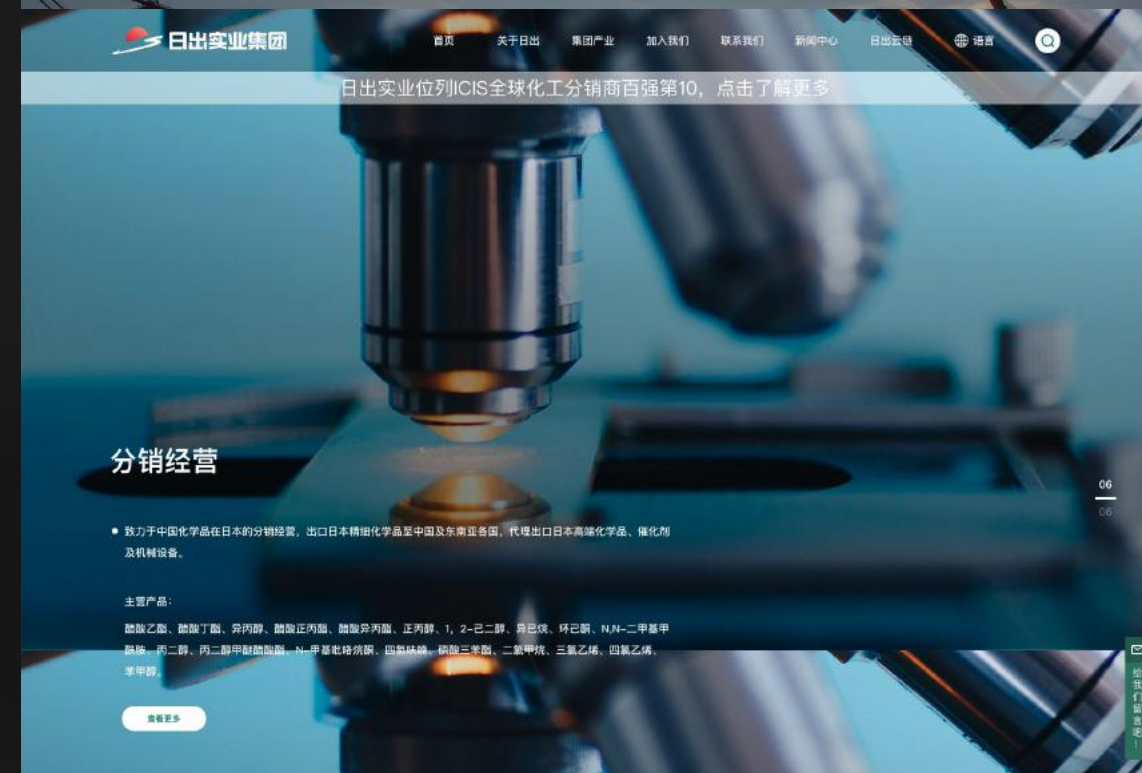 日出实业集团
首页 关于日出 集团产业 加入我们 联系我们 新闻中心 日出云链 语言
日出实业位列ICIS全球化工分销商百强第10，点击了解更多
分销经营
06
06
致力于中国化学品在日本的分销经营，出口日本精细化学品至中国及东南亚各国，代理出口日本高端化学品、催化剂
及机械设备。
主营产品：
醋酸乙酯、醋酸丁酯、异丙醇、醋酸正丙酯、醋酸异丙酯、正丙醇、1，2-己二醇、异己烷、环己酮、N,N-二甲基甲
酰胺、丙二醇、丙二醇甲醚醋酸酯、N-甲基吡咯烷酮、四氢呋喃、磷酸三苯酯、二氯甲烷、三氯乙烯、四氯乙烯、
苯甲醇。
查看更多
给我们留言吧！